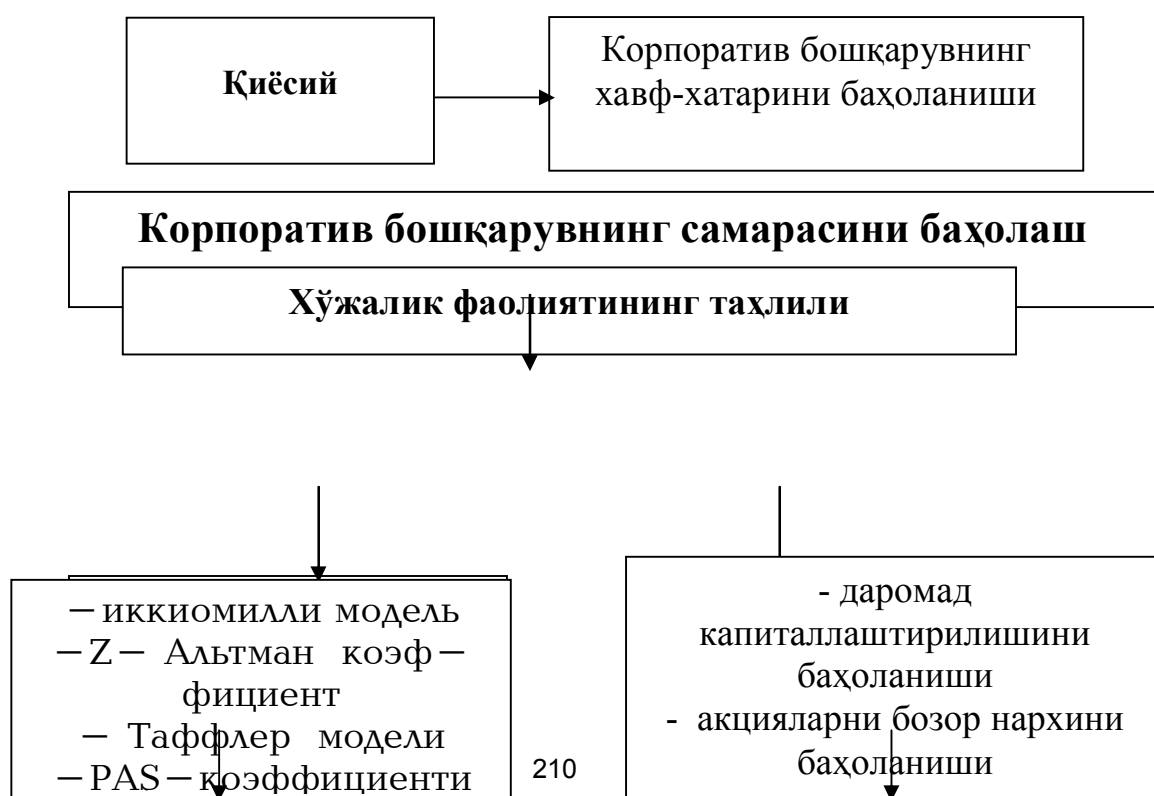 Қиёсий
Корпоратив бошқарувнинг
хавф-хатарини баҳоланиши
Корпоратив бошқарувнинг самарасини баҳолаш
Хўжалик фаолиятининг таҳлили
— иккиомилли модель
— Z — Альтман коэф —
фициент
— Таффлер модели
— PAS — коэффициенти
- даромад
капиталлаштирилишини
баҳоланиши
- акцияларни бозор нархини
баҳоланиши
210